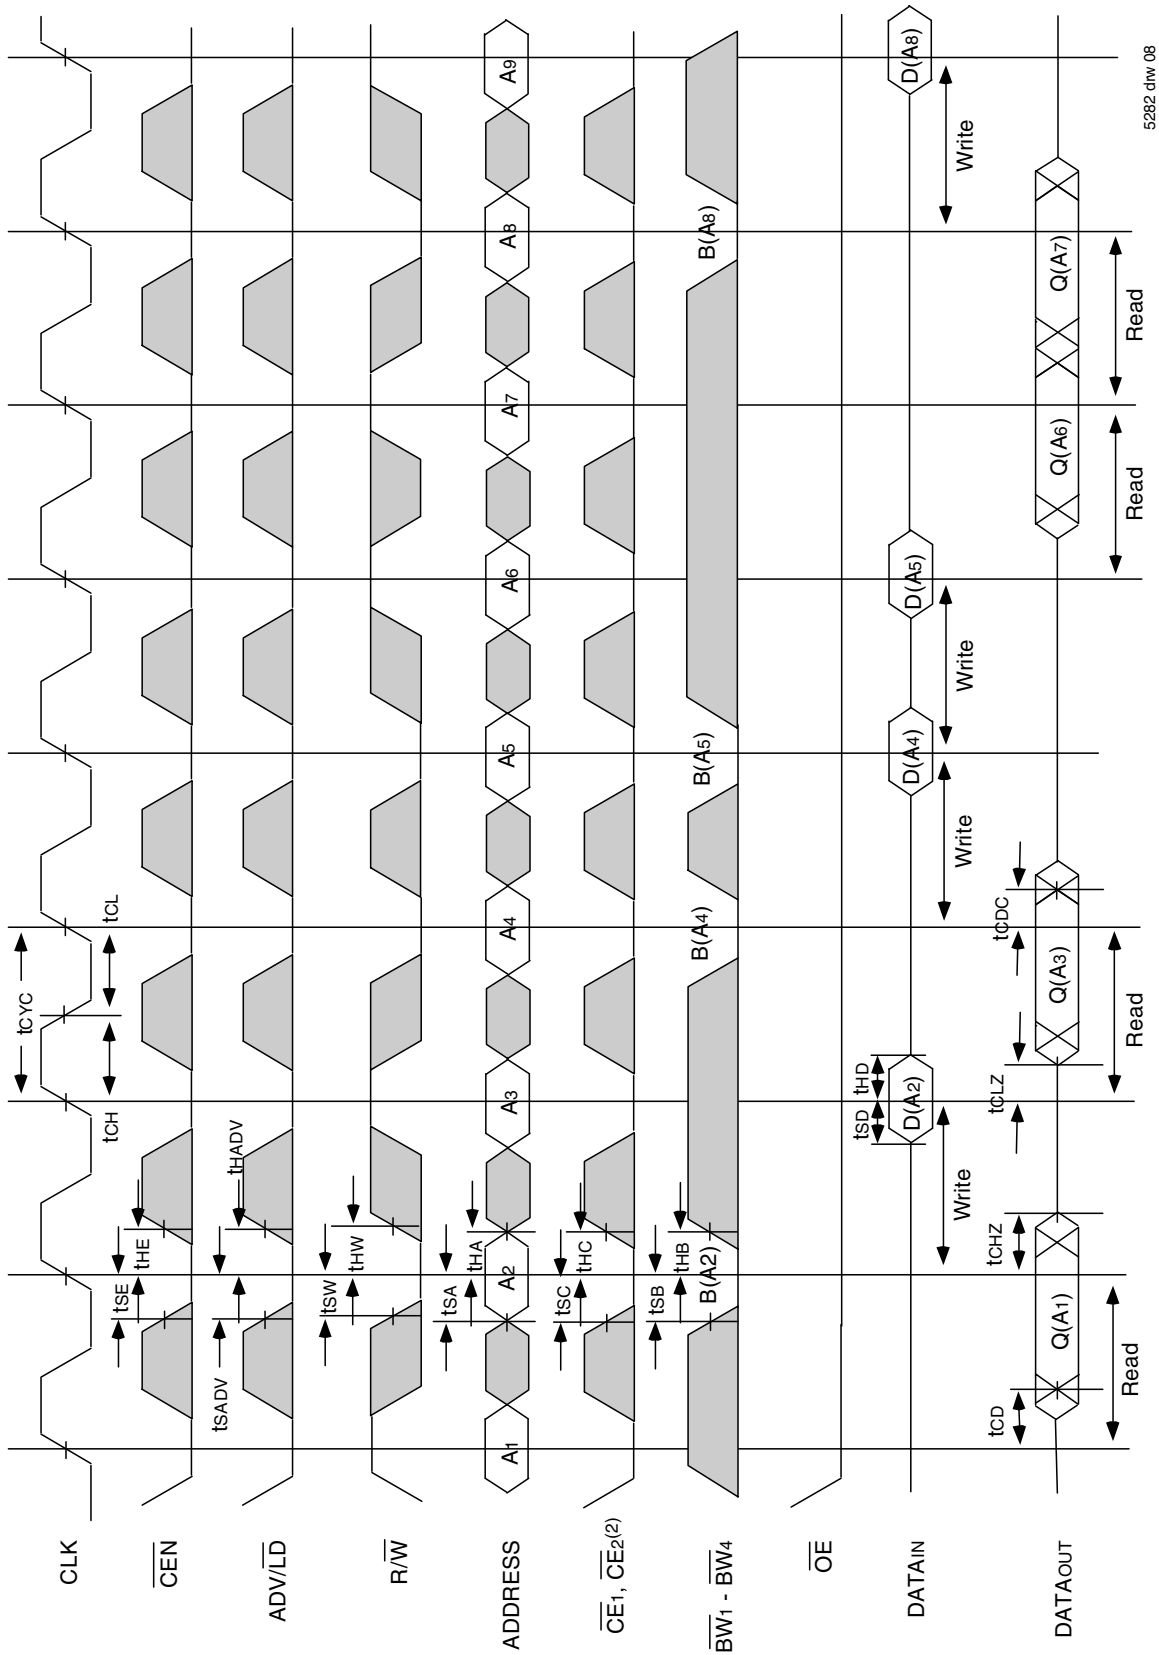 tCYC
CLK
tCH
tCL
CEN
tSE
tHE
ADV/LD
tSADV
tHADV
R/W
tSW
tHW
ADDRESS
tSA
tHA
A1
A2
A3
A4
A5
A6
A7
A8
A9
CE1, CE2(2)
tSC
tHC
BW1 - BW4
tSB
tHB
B(A2)
B(A4)
B(A5)
B(A8)
OE
DATAIN
tSD
tHD
D(A2)
D(A4)
D(A5)
D(A8)
Write
Write
Write
Write
tCD
tCHZ
tCLZ
tCDC
DATAOUT
Q(A1)
Q(A3)
Q(A6)
Q(A7)
Read
Read
Read
Read
5282 drw 08